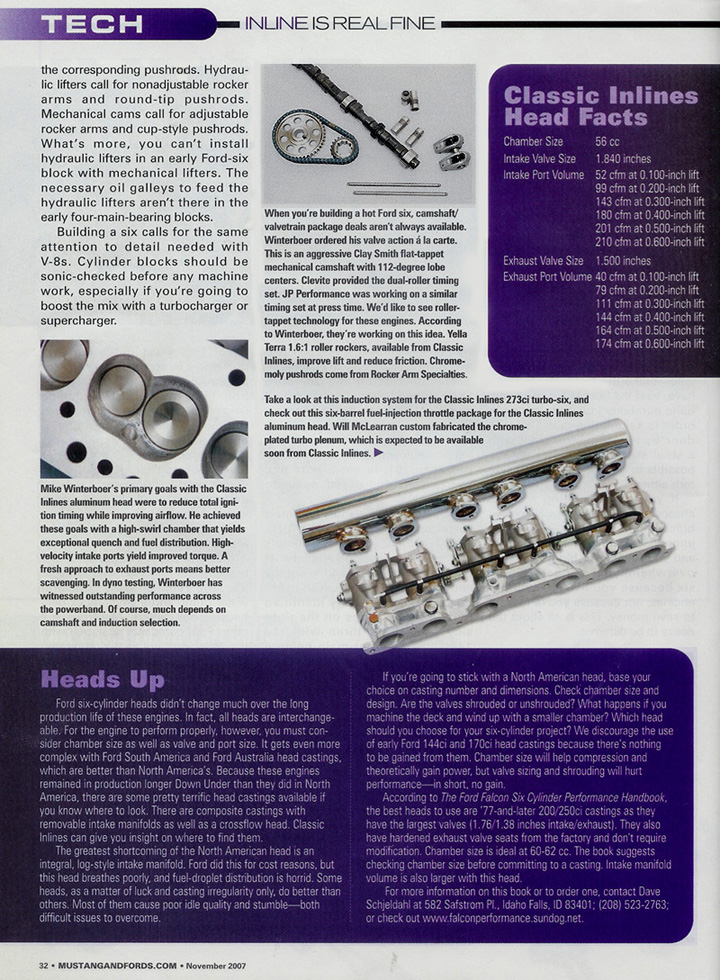 TECH
INLINE IS REAL FINE
the corresponding pushrods. Hydrau-
lic lifters call for nonadjustable rocker
arms and round-tip pushrods.
Mechanical cams call for adjustable
rocker arms and cup-style pushrods.
What's more, you can't install
hydraulic lifters in an early Ford-six
block with mechanical lifters. The
necessary oil galleys to feed the
hydraulic lifters aren't there in the
early four-main-bearing blocks.
Building a six calls for the same
attention to detail needed with
V-8s. Cylinder blocks should be
sonic-checked before any machine
work, especially if you're going to
boost the mix with a turbocharger or
supercharger.
Mike Winterboer's primary goals with the Classic
Inlines aluminum head were to reduce total igni-
tion timing while improving airflow. He achieved
these goals with a high-swirl chamber that yields
exceptional quench and fuel distribution. High-
velocity intake ports yield improved torque. A
fresh approach to exhaust ports means better
scavenging. In dyno testing, Winterboer has
witnessed outstanding performance across
the powerband. Of course, much depends on
camshaft and induction selection.
When you're building a hot Ford six, camshaft/
valvetrain package deals aren't always available.
Winterboer ordered his valve action á la carte.
This is an aggressive Clay Smith flat-tappet
mechanical camshaft with 112-degree lobe
centers. Clevite provided the dual-roller timing
set. JP Performance was working on a similar
timing set at press time. We'd like to see roller-
tappet technology for these engines. According
to Winterboer, they're working on this idea. Yella
Terra 1.6:1 roller rockers, available from Classic
Inlines, improve lift and reduce friction. Chrome-
moly pushrods come from Rocker Arm Specialties.
Classic Inlines
Head Facts
Chamber Size 56 cc
Intake Valve Size 1.840 inches
Intake Port Volume 52 cfm at 0.100-inch lift
99 cfm at 0.200-inch lift
143 cfm at 0.300-inch lift
180 cfm at 0.400-inch lift
201 cfm at 0.500-inch lift
210 cfm at 0.600-inch lift
Exhaust Valve Size 1.500 inches
Exhaust Port Volume 40 cfm at 0.100-inch lift
79 cfm at 0.200-inch lift
111 cfm at 0.300-inch lift
144 cfm at 0.400-inch lift
164 cfm at 0.500-inch lift
174 cfm at 0.600-inch lift
Take a look at this induction system for the Classic Inlines 273ci turbo-six, and
check out this six-barrel fuel-injection throttle package for the Classic Inlines
aluminum head. Will McLearran custom fabricated the chrome-
plated turbo plenum, which is expected to be available
soon from Classic Inlines. ▶
Heads Up
Ford six-cylinder heads didn't change much over the long
production life of these engines. In fact, all heads are interchange-
able. For the engine to perform properly, however, you must con-
sider chamber size as well as valve and port size. It gets even more
complex with Ford South America and Ford Australia head castings,
which are better than North America's. Because these engines
remained in production longer Down Under than they did in North
America, there are some pretty terrific head castings available if
you know where to look. There are composite castings with
removable intake manifolds as well as a crossflow head. Classic
Inlines can give you insight on where to find them.
The greatest shortcoming of the North American head is an
integral, log-style intake manifold. Ford did this for cost reasons, but
this head breathes poorly, and fuel-droplet distribution is horrid. Some
heads, as a matter of luck and casting irregularity only, do better than
others. Most of them cause poor idle quality and stumble—both
difficult issues to overcome.
If you're going to stick with a North American head, base your
choice on casting number and dimensions. Check chamber size and
design. Are the valves shrouded or unshrouded? What happens if you
machine the deck and wind up with a smaller chamber? Which head
should you choose for your six-cylinder project? We discourage the use
of early Ford 144ci and 170ci head castings because there's nothing
to be gained from them. Chamber size will help compression and
theoretically gain power, but valve sizing and shrouding will hurt
performance—in short, no gain.
According to The Ford Falcon Six Cylinder Performance Handbook,
the best heads to use are '77-and-later 200/250ci castings as they
have the largest valves (1.76/1.38 inches intake/exhaust). They also
have hardened exhaust valve seats from the factory and don't require
modification. Chamber size is ideal at 60-62 cc. The book suggests
checking chamber size before committing to a casting. Intake manifold
volume is also larger with this head.
For more information on this book or to order one, contact Dave
Schjeldahl at 582 Safstrom Pl., Idaho Falls, ID 83401; (208) 523-2763;
or check out www.falconperformance.sundog.net.
32 • MUSTANGANDFORDS.COM • November 2007